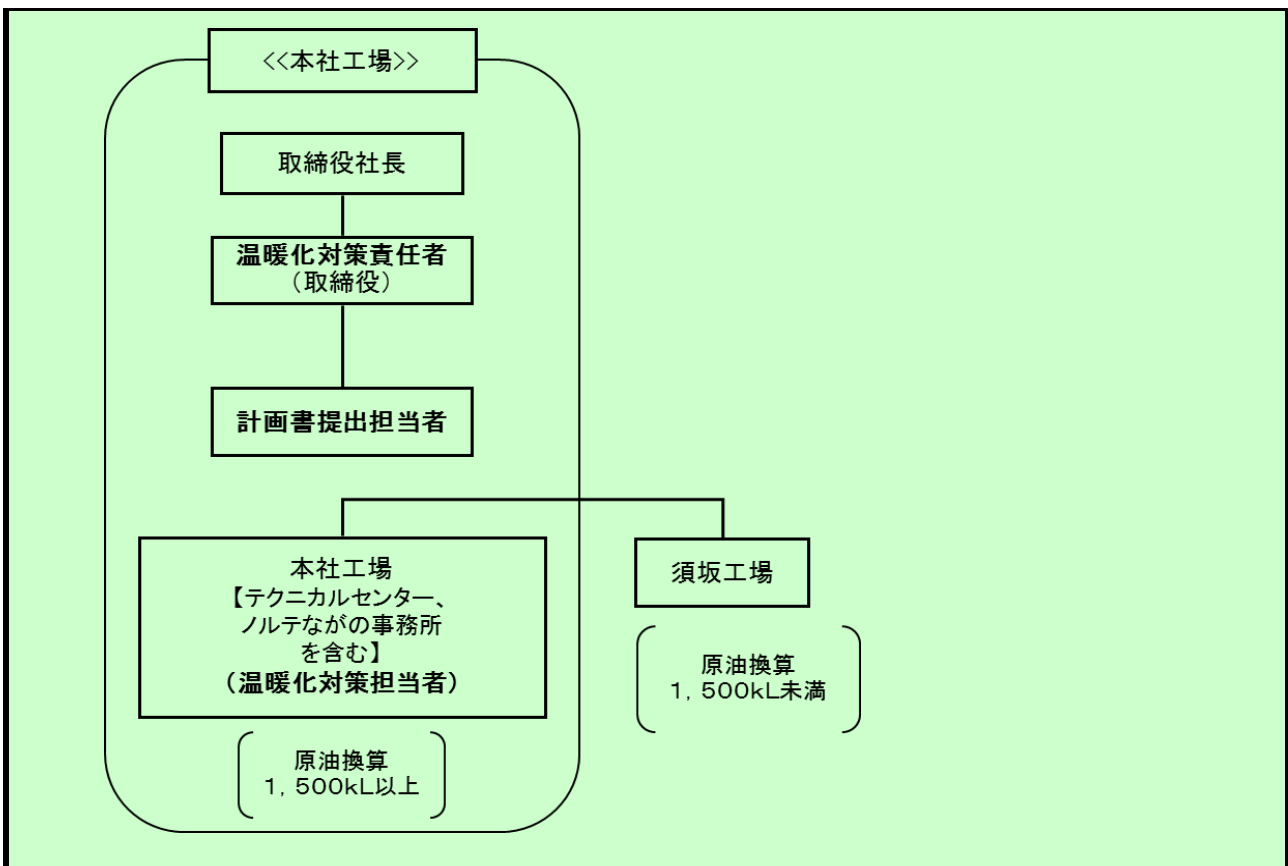 <<本社工場>>
取締役社長
温暖化対策責任者
（取締役）
計画書提出担当者
本社工場
【テクニカルセンター、
ノルテながの事務所
を含む】
（温暖化対策担当者）
原油換算
１，５００ｋＬ以上
須坂工場
原油換算
１，５００ｋＬ未満